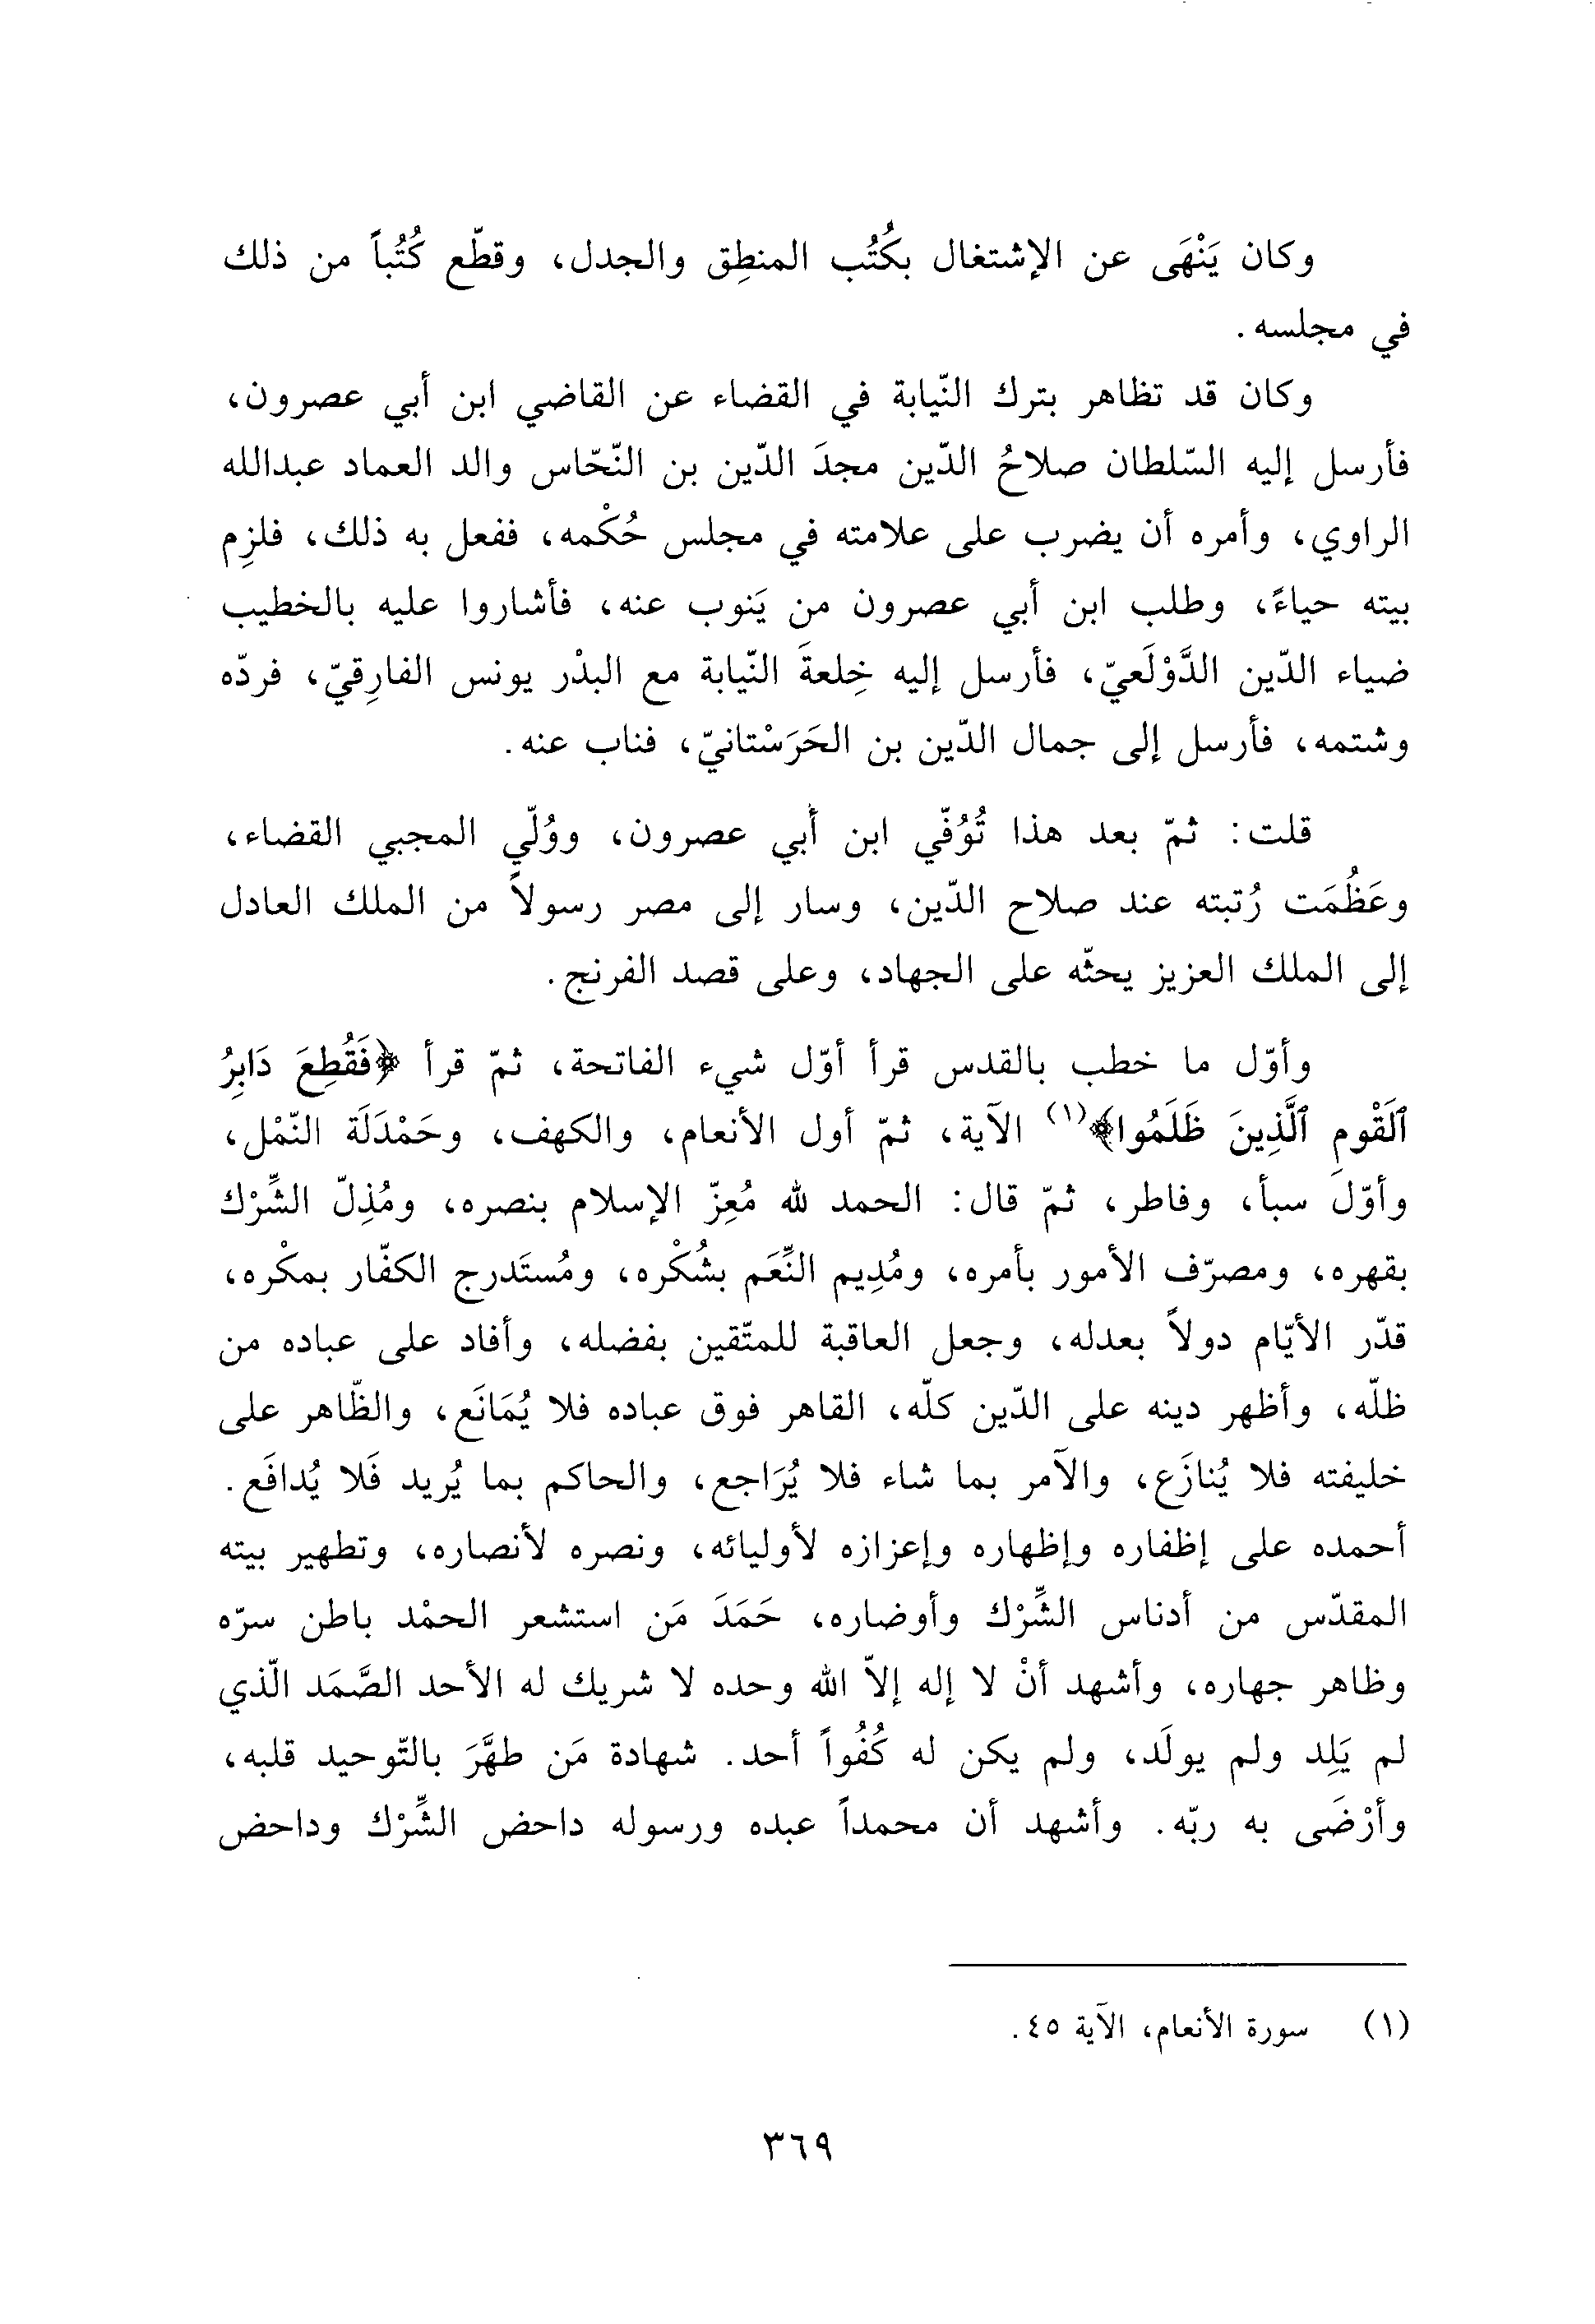 وكان يَنْهَى عن الإشتغال بكُتُب المنطِق والجدل، وقطّع كُتُباً من ذلك
في مجلسه.
وكان قد تظاهر بترك النّيابة في القضاء عن القاضي ابن أبي عصرون،
فأرسل إليه السّلطان صلاحُ الدّين مجدَ الدّين بن النّحّاس والد العماد عبدالله
الراوي، وأمره أن يضرب على علامته في مجلس حُكْمه، ففعل به ذلك، فلزِم
بيته حياءً، وطلب ابن أبي عصرون من يَنوب عنه، فأشاروا عليه بالخطيب
ضياء الدّين الدَّوْلَعيّ، فأرسل إليه خِلعةَ النّيابة مع البدْر يونس الفارِقيّ، فردّه
وشتمه، فأرسل إلى جمال الدّين بن الحَرَسْتانيّ، فناب عنه.
قلت: ثمّ بعد هذا تُوُفّي ابن أبي عصرون، ووُلّي المجبي القضاء،
وعَظُمَت رُتبته عند صلاح الدّين، وسار إلى مصر رسولاً من الملك العادل
إلى الملك العزيز يحثّه على الجهاد، وعلى قصد الفرنج.
وأوّل ما خطب بالقدس قرأ أوّل شيء الفاتحة، ثمّ قرأ ﴿فَقُطِعَ دَابِرُ
ٱلَقْومِ ٱلَّذِينَ ظَلَمُوا﴾(١) الآية، ثمّ أول الأنعام، والكهف، وحَمْدَلَة النّمْل،
وأوّلَ سبأ، وفاطر، ثمّ قال: الحمد لله مُعِزّ الإسلام بنصره، ومُذِلّ الشِّرْك
بقهره، ومصرّف الأمور بأمره، ومُدِيم النِّعَم بشُكْره، ومُستَدرج الكفّار بمكْره،
قدّر الأيّام دولاً بعدله، وجعل العاقبة للمتّقين بفضله، وأفاد على عباده من
ظلّه، وأظهر دينه على الدّين كلّه، القاهر فوق عباده فلا يُمَانَع، والظّاهر على
خليفته فلا يُنازَع، والآمر بما شاء فلا يُرَاجع، والحاكم بما يُريد فَلا يُدافَع.
أحمده على إظفاره وإظهاره وإعزازه لأوليائه، ونصره لأنصاره، وتطهير بيته
المقدّس من أدناس الشِّرْك وأوضاره، حَمَدَ مَن استشعر الحمْد باطن سرّه
وظاهر جهاره، وأشهد أنْ لا إله إلاّ الله وحده لا شريك له الأحد الصَّمَد الّذي
لم يَلِد ولم يولَد، ولم يكن له كُفُواً أحد. شهادة مَن طهَّرَ بالتّوحيد قلبه،
وأرْضَى به ربّه. وأشهد أن محمداً عبده ورسوله داحض الشِّرْك وداحض
(١) سورة الأنعام، الآية ٤٥.
٣٦٩